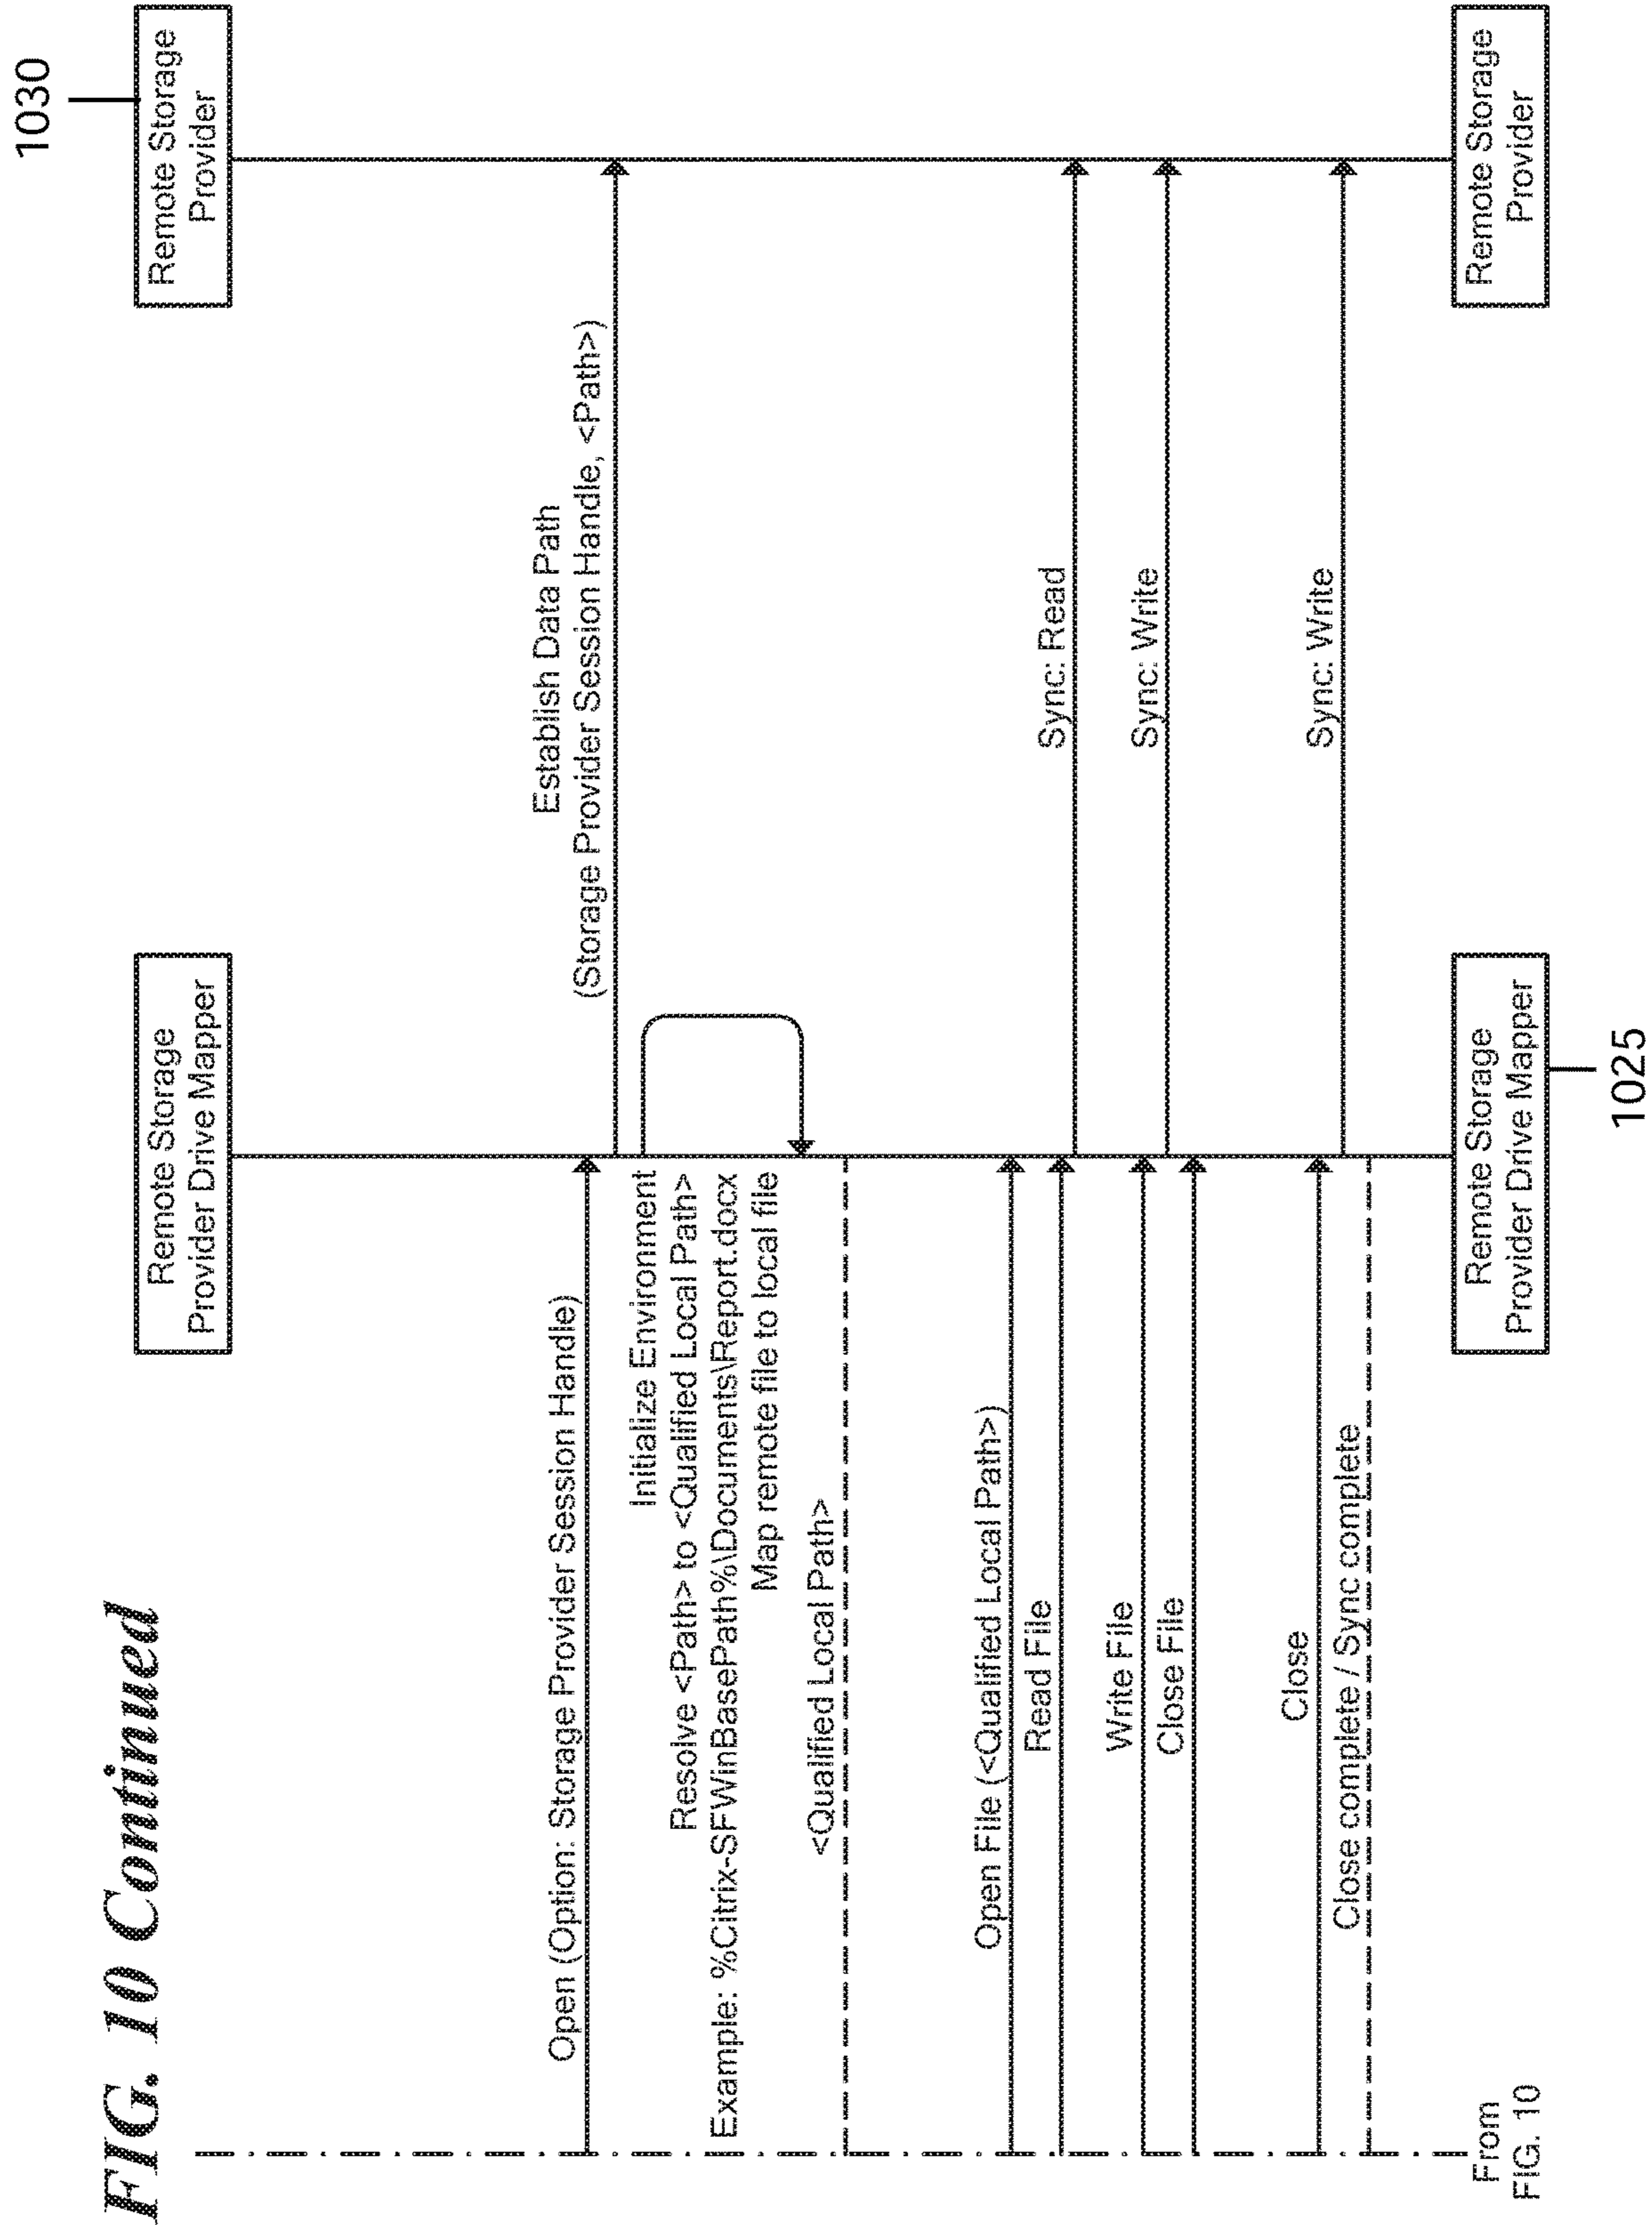 FIG. 10 Continued
1030
Remote Storage
Provider Drive Mapper
Remote Storage
Provider
Open (Option: Storage Provider Session Handle)
Establish Data Path
(Storage Provider Session Handle, <Path>)
Initialize Environment
Resolve <Path> to <Qualified Local Path>
Example: %Citrix-SFWinBasePath%\Documents\Report.docx
Map remote file to local file
<Qualified Local Path>
Open File (<Qualified Local Path>)
Read File
Sync: Read
Write File
Sync: Write
Close File
Close
Sync: Write
Close complete / Sync complete
From
FIG. 10
Remote Storage
Provider Drive Mapper
Remote Storage
Provider
1025